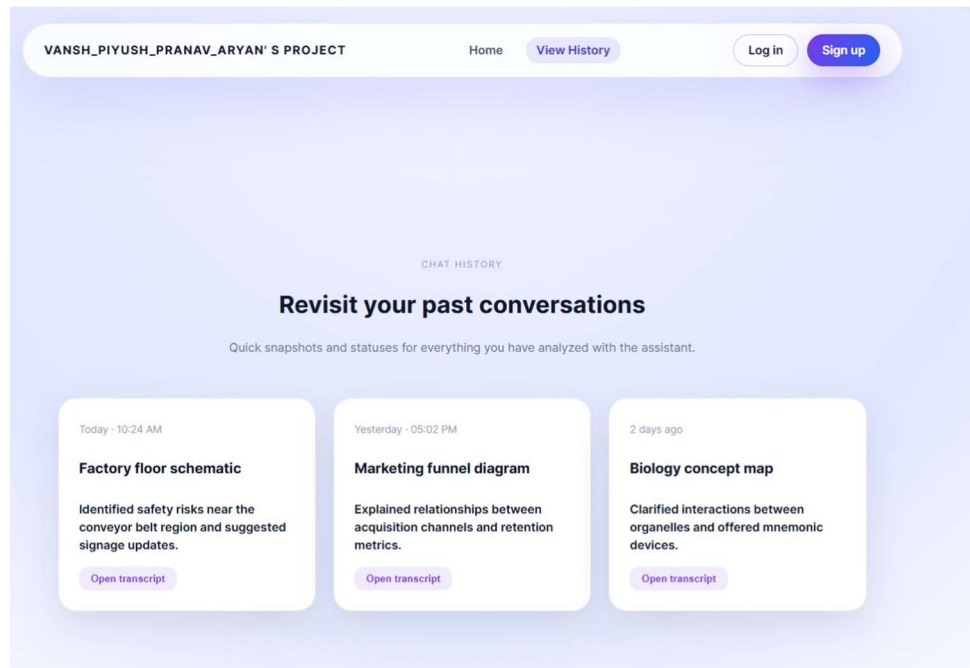 VANSH_PIYUSH_PRANAV_ARYAN' S PROJECT
Home
View History
Log in
Sign up
CHAT HISTORY
Revisit your past conversations
Quick snapshots and statuses for everything you have analyzed with the assistant.
Today · 10:24 AM
Factory floor schematic
Identified safety risks near the
conveyor belt region and suggested
signage updates.
Open transcript
Yesterday · 05:02 PM
Marketing funnel diagram
Explained relationships between
acquisition channels and retention
metrics.
Open transcript
2 days ago
Biology concept map
Clarified interactions between
organelles and offered mnemonic
devices.
Open transcript